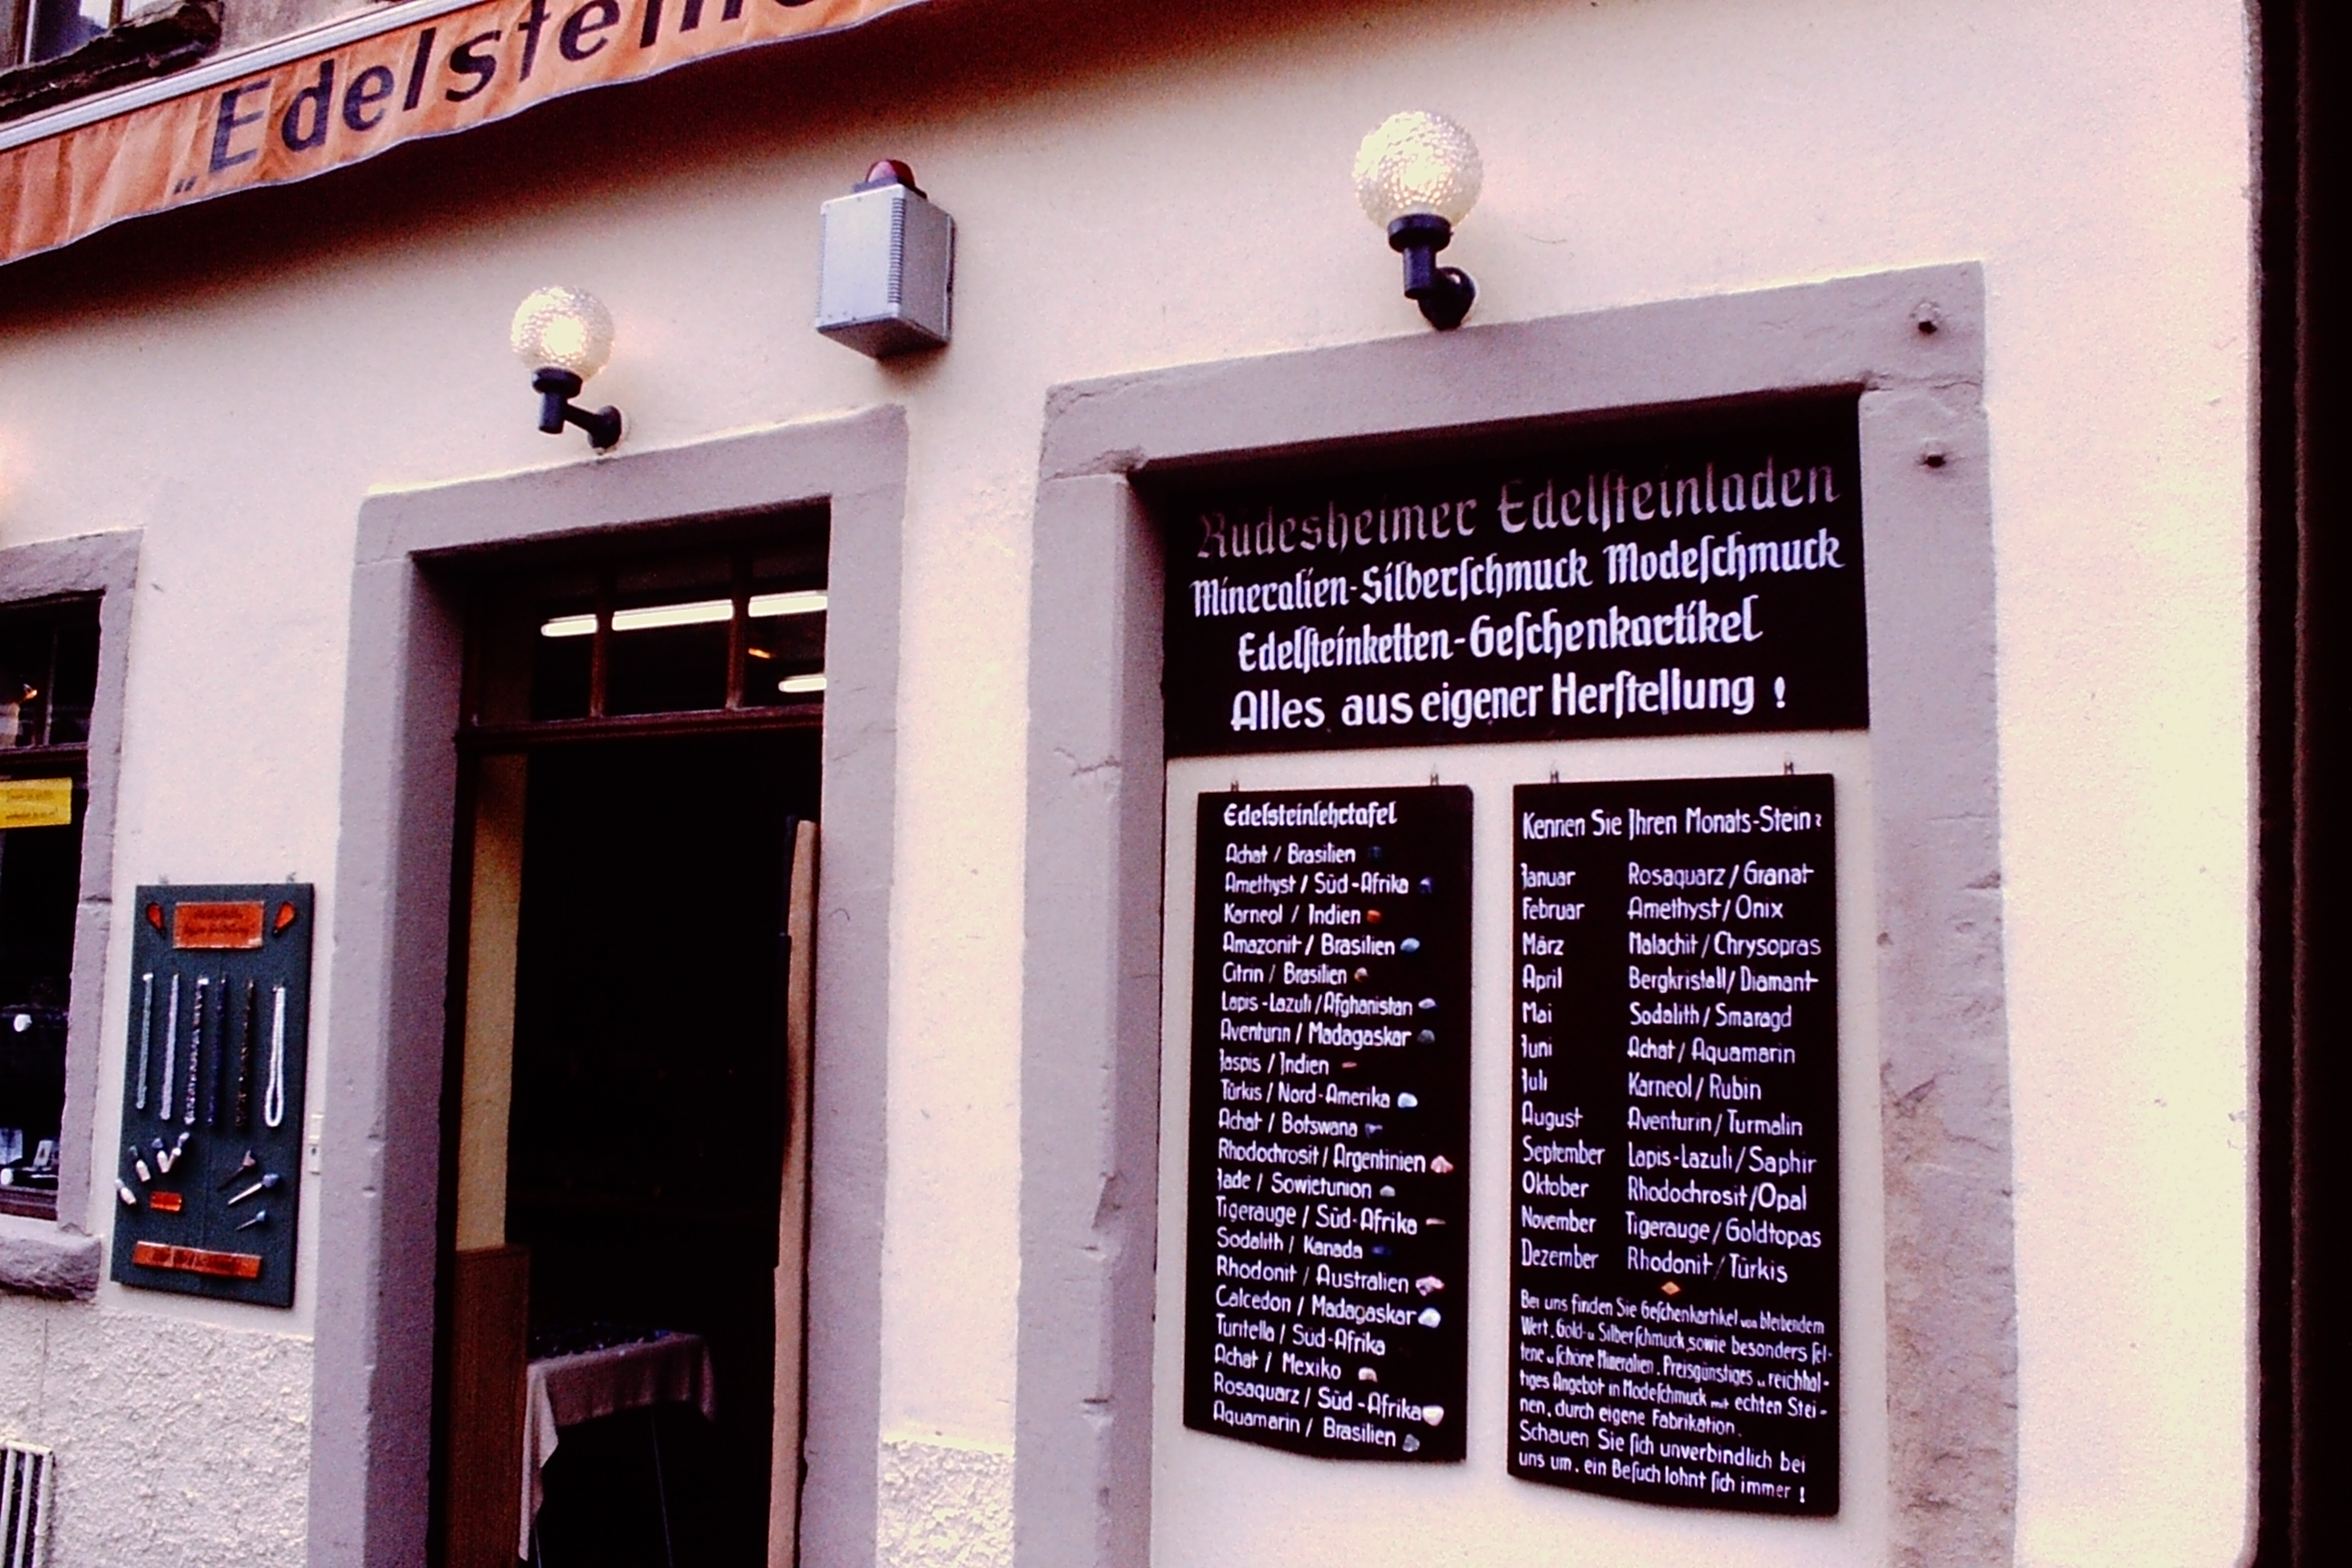 „Edelsteine
Rüdesheimer Edelſteinladen
Mineralien-Silberſchmuck Modeſchmuck
Edelſteinketten-Geſchenkartikel
Alles aus eigener Herſtellung !
Edelsteinlehrtafel
Achat / Brasilien
Amethyst / Süd-Afrika
Karneol / Indien
Amazonit / Brasilien
Citrin / Brasilien
Lapis-Lazuli / Afghanistan
Aventurin / Madagaskar
Jaspis / Indien
Türkis / Nord-Amerika
Achat / Botswana
Rhodochrosit / Argentinien
Jade / Sowietunion
Tigerauge / Süd-Afrika
Sodalith / Kanada
Rhodonit / Australien
Calcedon / Madagaskar
Turitella / Süd-Afrika
Achat / Mexiko
Rosaquarz / Süd-Afrika
Aquamarin / Brasilien
Kennen Sie Ihren Monats-Stein?
Januar Rosaquarz / Granat
Februar Amethyst / Onix
März Malachit / Chrysopras
April Bergkristall / Diamant
Mai Sodalith / Smaragd
Juni Achat / Aquamarin
Juli Karneol / Rubin
August Aventurin / Turmalin
September Lapis-Lazuli / Saphir
Oktober Rhodochrosit / Opal
November Tigerauge / Goldtopas
Dezember Rhodonit / Türkis
Bei uns finden Sie Geſchenkartikel von bleibendem
Wert. Gold- u. Silberſchmuck, sowie besonders ſel-
tene u. ſchöne Mineralien. Preisgünstiges u. reichhal-
tiges Angebot in Modeſchmuck mit echten Stei-
nen, durch eigene Fabrikation.
Schauen Sie ſich unverbindlich bei
uns um, ein Beſuch lohnt ſich immer !